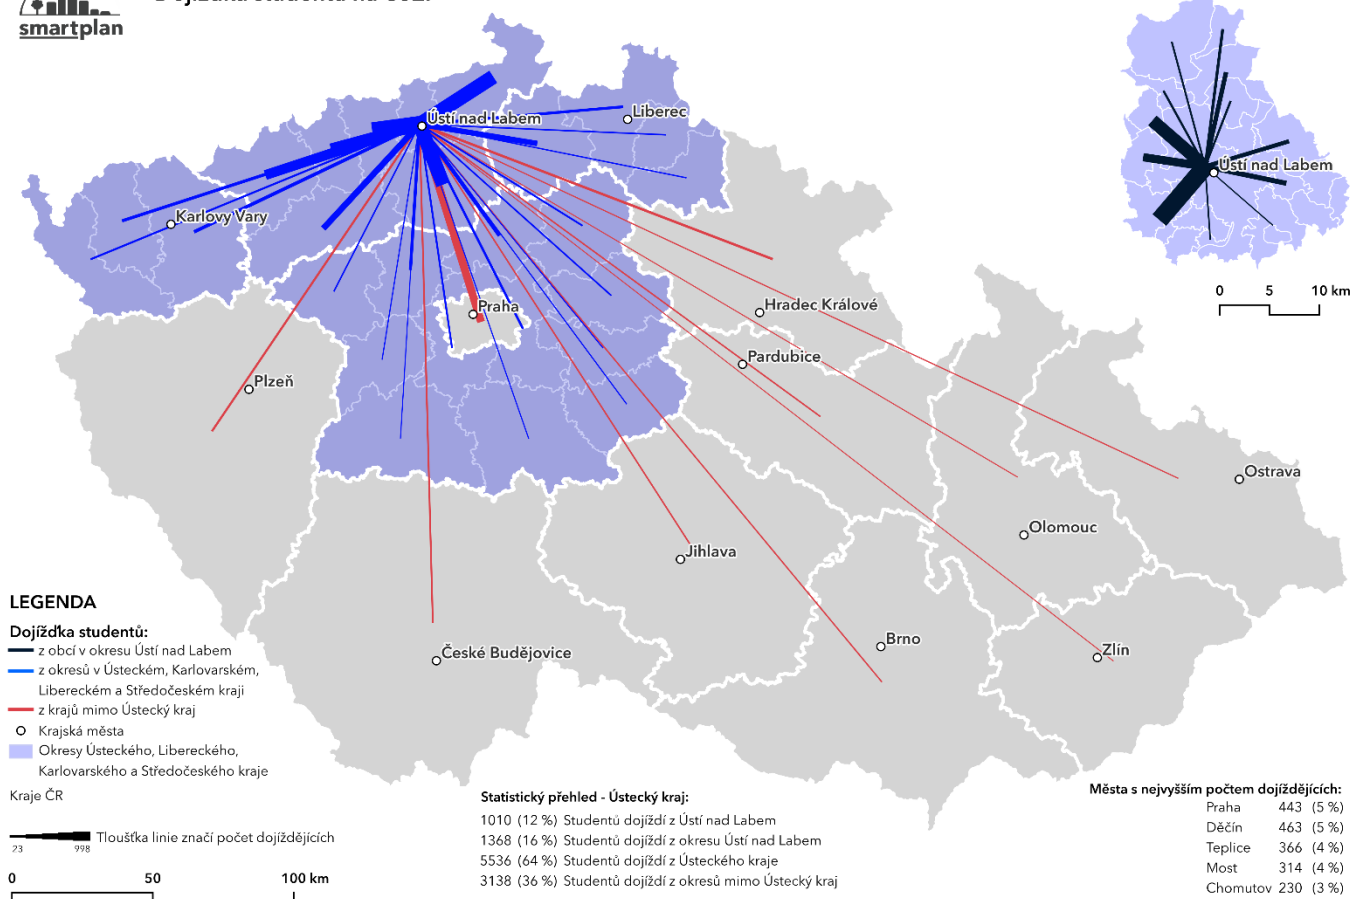 smartplan
Ústí nad Labem
Liberec
Karlovy Vary
Praha
Hradec Králové
Pardubice
Plzeň
Ostrava
Olomouc
Jihlava
Brno
Zlín
České Budějovice
Ústí nad Labem
0 5 10 km
LEGENDA
Dojížďka studentů:
z obcí v okresu Ústí nad Labem
z okresů v Ústeckém, Karlovarském,
Libereckém a Středočeském kraji
z krajů mimo Ústecký kraj
Krajská města
Okresy Ústeckého, Libereckého,
Karlovarského a Středočeského kraje
Kraje ČR
Tloušťka linie značí počet dojíždějících
23 998
0 50 100 km
Statistický přehled - Ústecký kraj:
1010 (12 %) Studentů dojíždí z Ústí nad Labem
1368 (16 %) Studentů dojíždí z okresu Ústí nad Labem
5536 (64 %) Studentů dojíždí z Ústeckého kraje
3138 (36 %) Studentů dojíždí z okresů mimo Ústecký kraj
Města s nejvyšším počtem dojíždějících:
Praha 443 (5 %)
Děčín 463 (5 %)
Teplice 366 (4 %)
Most 314 (4 %)
Chomutov 230 (3 %)